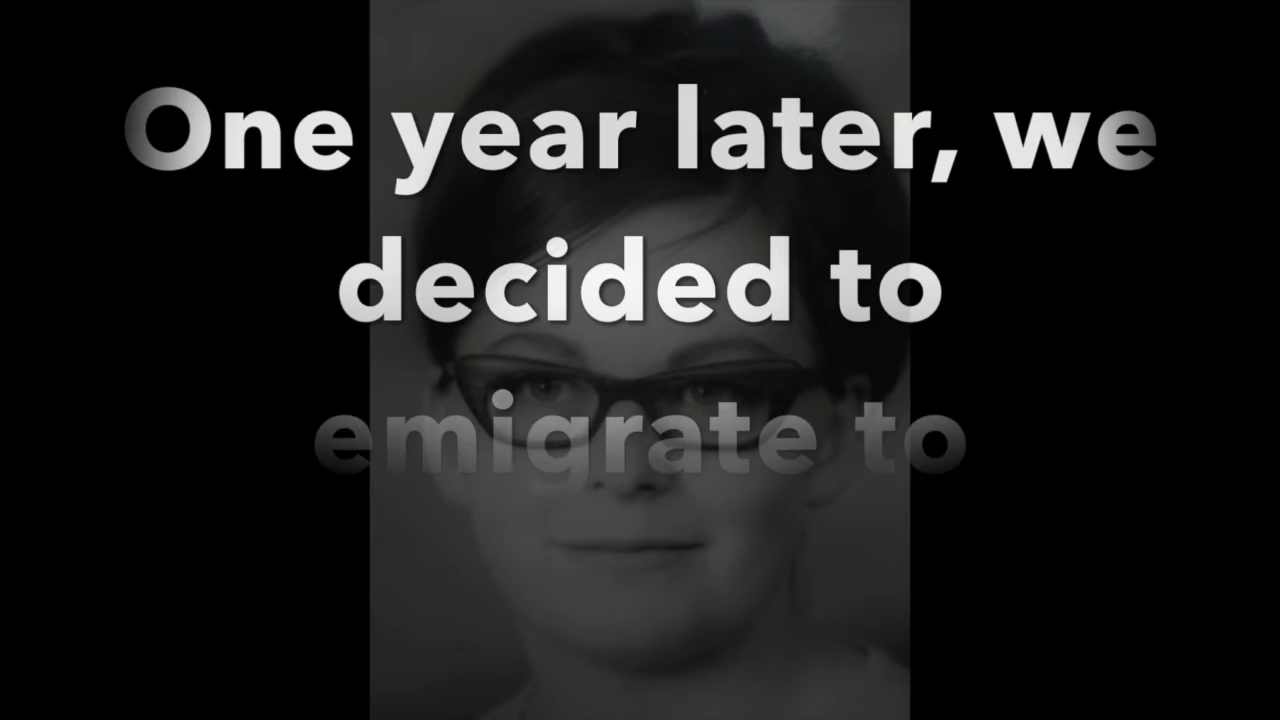 One year later, we
decided to
emigrate to